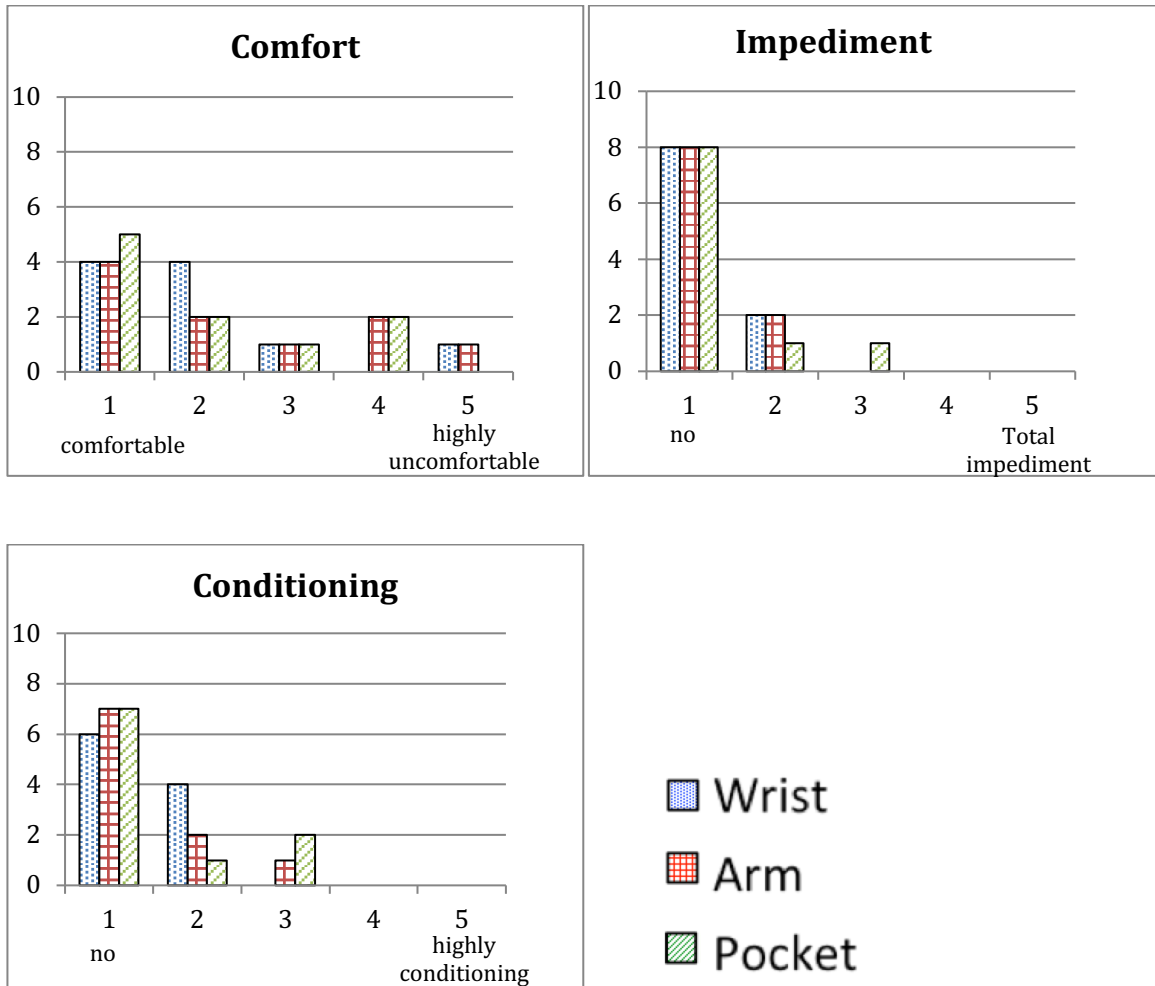 Comfort
10
8
6
4
2
0
1 2 3 4 5
comfortable
highly
uncomfortable
Impediment
10
8
6
4
2
0
1 2 3 4 5
no
Total
impediment
Conditioning
10
8
6
4
2
0
1 2 3 4 5
no
highly
conditioning
Wrist
Arm
Pocket